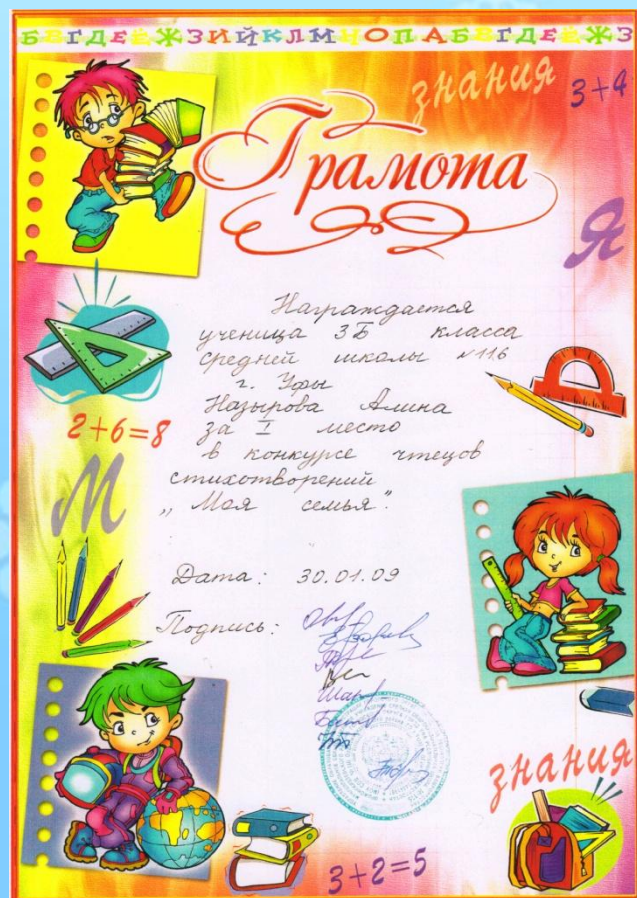 Б В Г Д Е Ё Ж З И Й К Л М Н О П А Б В Г Д Е Ё Ж З
знания
3+4
Грамота
Я
Награждается
ученица 3Б класса
средней школы №116
г. Уфы
Назырова Алина
за I место
в конкурсе чтецов
стихотворений
„Моя семья".
2+6=8
М
Дата: 30.01.09
Подпись:
знания
3+2=5